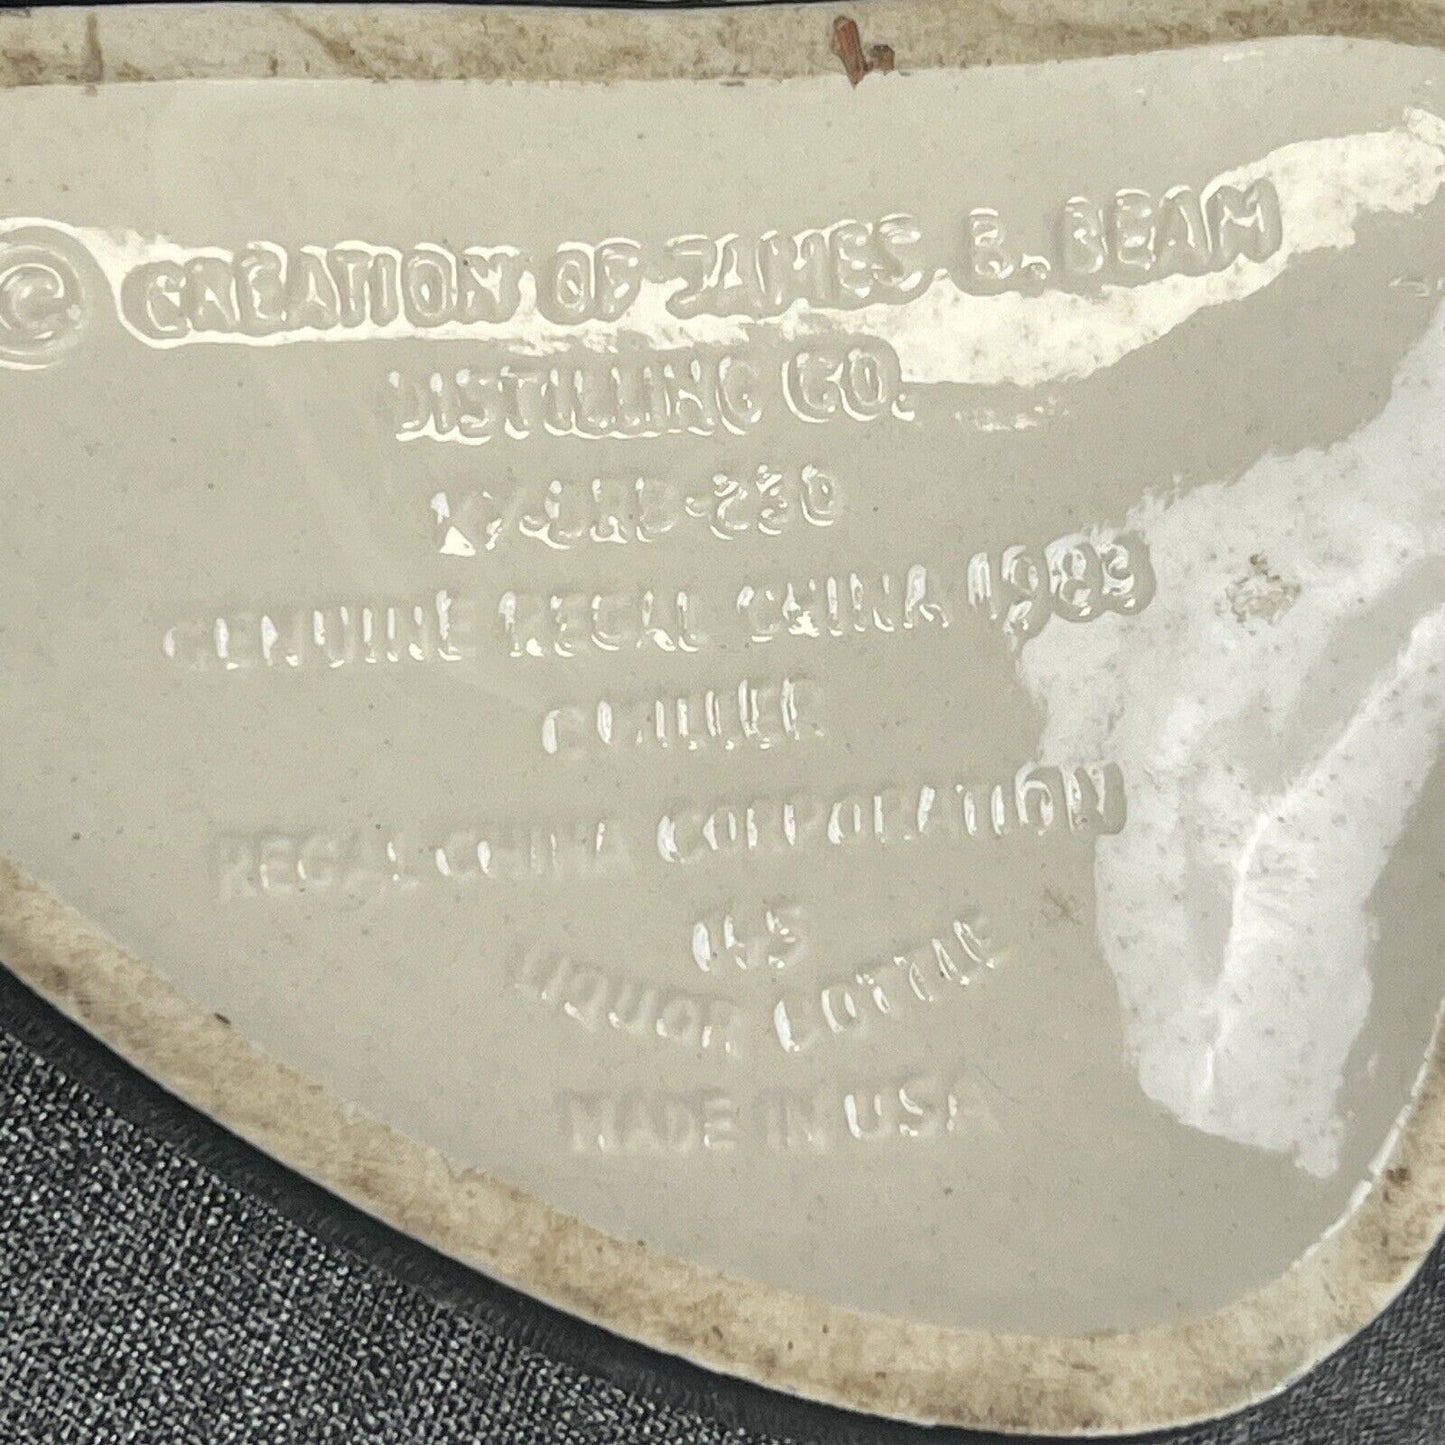 © CREATION OF JAMES B. BEAM
DISTILLING CO.
GENUINE REGAL CHINA 1983
REGAL CHINA CORPORATION
LIQUOR BOTTLE
MADE IN USA